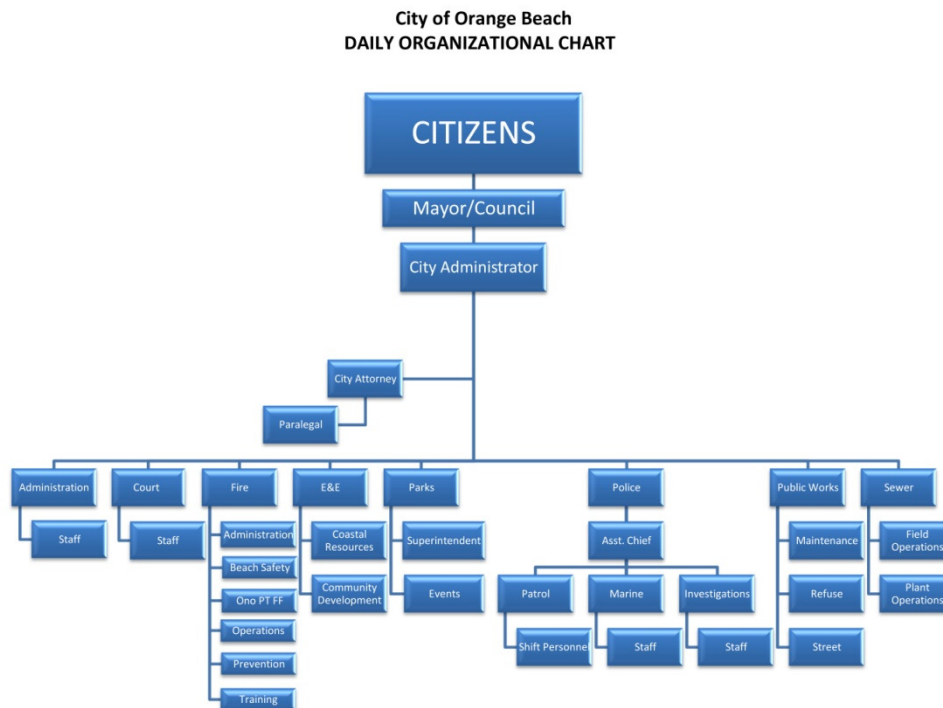 City of Orange Beach
DAILY ORGANIZATIONAL CHART
CITIZENS
Mayor/Council
City Administrator
City Attorney
Paralegal
Administration
Staff
Court
Staff
Fire
Administration
Beach Safety
Ono PT FF
Operations
Prevention
Training
E&E
Coastal
Resources
Community
Development
Parks
Superintendent
Events
Police
Asst. Chief
Patrol
Shift Personnel
Marine
Staff
Investigations
Staff
Public Works
Maintenance
Refuse
Street
Sewer
Field
Operations
Plant
Operations